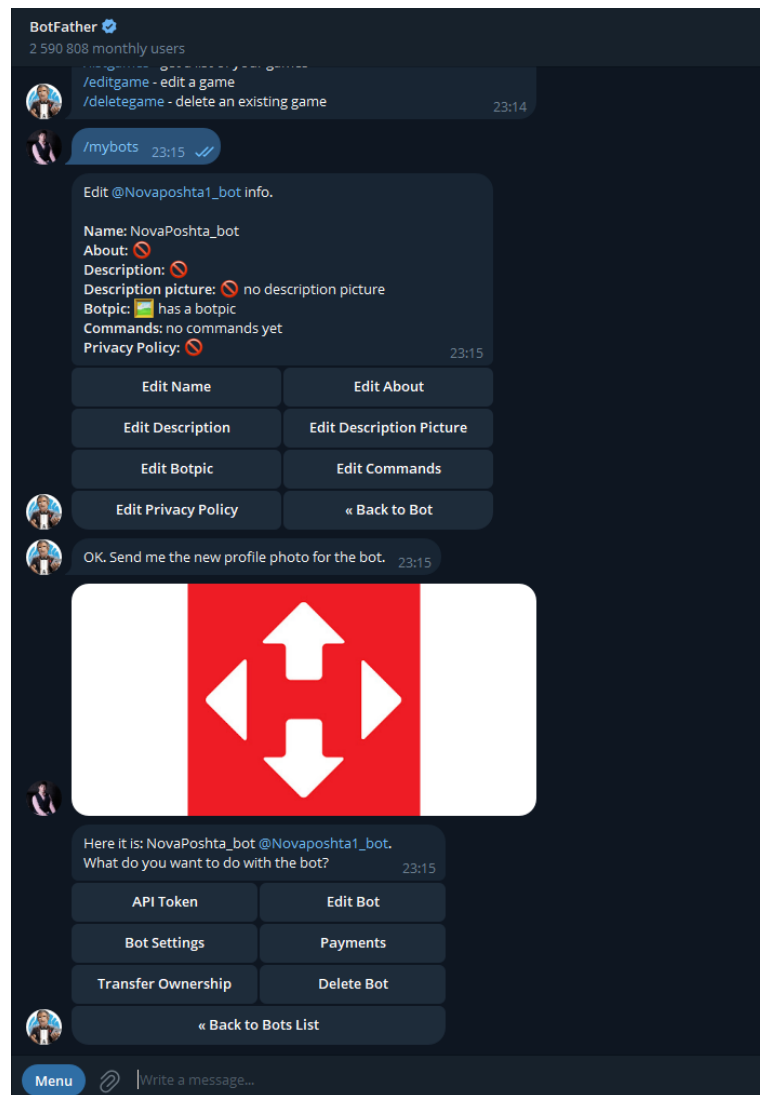 BotFather
2 590 808 monthly users
/editgame - edit a game
/deletegame - delete an existing game
23:14
/mybots 23:15
Edit @Novaposhta1_bot info.
Name: NovaPoshta_bot
About: 🚫
Description: 🚫
Description picture: 🚫 no description picture
Botpic: 🖼 has a botpic
Commands: no commands yet
Privacy Policy: 🚫
23:15
Edit Name
Edit About
Edit Description
Edit Description Picture
Edit Botpic
Edit Commands
Edit Privacy Policy
« Back to Bot
OK. Send me the new profile photo for the bot. 23:15
Here it is: NovaPoshta_bot @Novaposhta1_bot.
What do you want to do with the bot?
23:15
API Token
Edit Bot
Bot Settings
Payments
Transfer Ownership
Delete Bot
« Back to Bots List
Menu
Write a message...